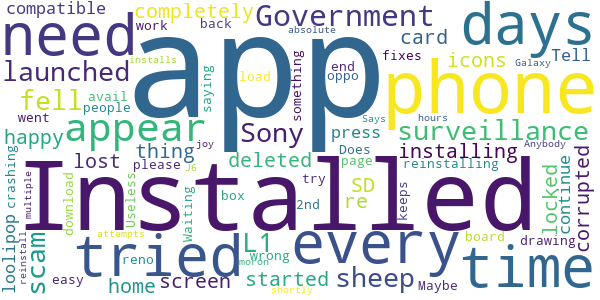 compatible
completely
work
back
absolute
Government
days
need
app
launched
installs
load
something
card
fixes
Tell
icons
Galaxy
phone
end
oppo
fell
avail
people
saying
Says
hours
went
appear
Sony
press
surveillance
happy
joy
thing
Does
installing
Anybody
crashing
lost
please
J6
deleted
page
reinstalling
Installed
multiple
download
Useless
Waiting
box
try
2nd
SD
re
keeps
locked
continue
corrupted
loolipop
reinstall
scam
attempts
tried
L1
wrong
every
board
drawing
time
easy
reno
moron
home
screen
started
shortly
sheep
Maybe